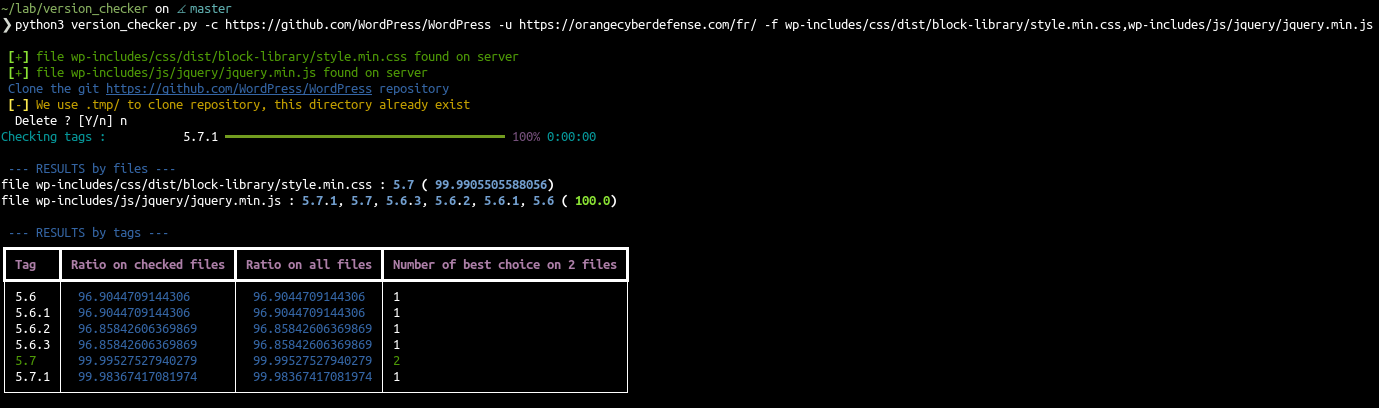 ~/lab/version_checker on master
❯ python3 version_checker.py -c https://github.com/WordPress/WordPress -u https://orangecyberdefense.com/fr/ -f wp-includes/css/dist/block-library/style.min.css,wp-includes/js/jquery/jquery.min.js
[+] file wp-includes/css/dist/block-library/style.min.css found on server
[+] file wp-includes/js/jquery/jquery.min.js found on server
Clone the git https://github.com/WordPress/WordPress repository
[-] We use .tmp/ to clone repository, this directory already exist
Delete ? [Y/n] n
Checking tags : 5.7.1 100% 0:00:00
--- RESULTS by files ---
file wp-includes/css/dist/block-library/style.min.css : 5.7 ( 99.9905505588056)
file wp-includes/js/jquery/jquery.min.js : 5.7.1, 5.7, 5.6.3, 5.6.2, 5.6.1, 5.6 ( 100.0)
--- RESULTS by tags ---
Tag Ratio on checked files Ratio on all files Number of best choice on 2 files
5.6 96.9044709144306 96.9044709144306 1
5.6.1 96.9044709144306 96.9044709144306 1
5.6.2 96.85842606369869 96.85842606369869 1
5.6.3 96.85842606369869 96.85842606369869 1
5.7 99.99527527940279 99.99527527940279 2
5.7.1 99.98367417081974 99.98367417081974 1